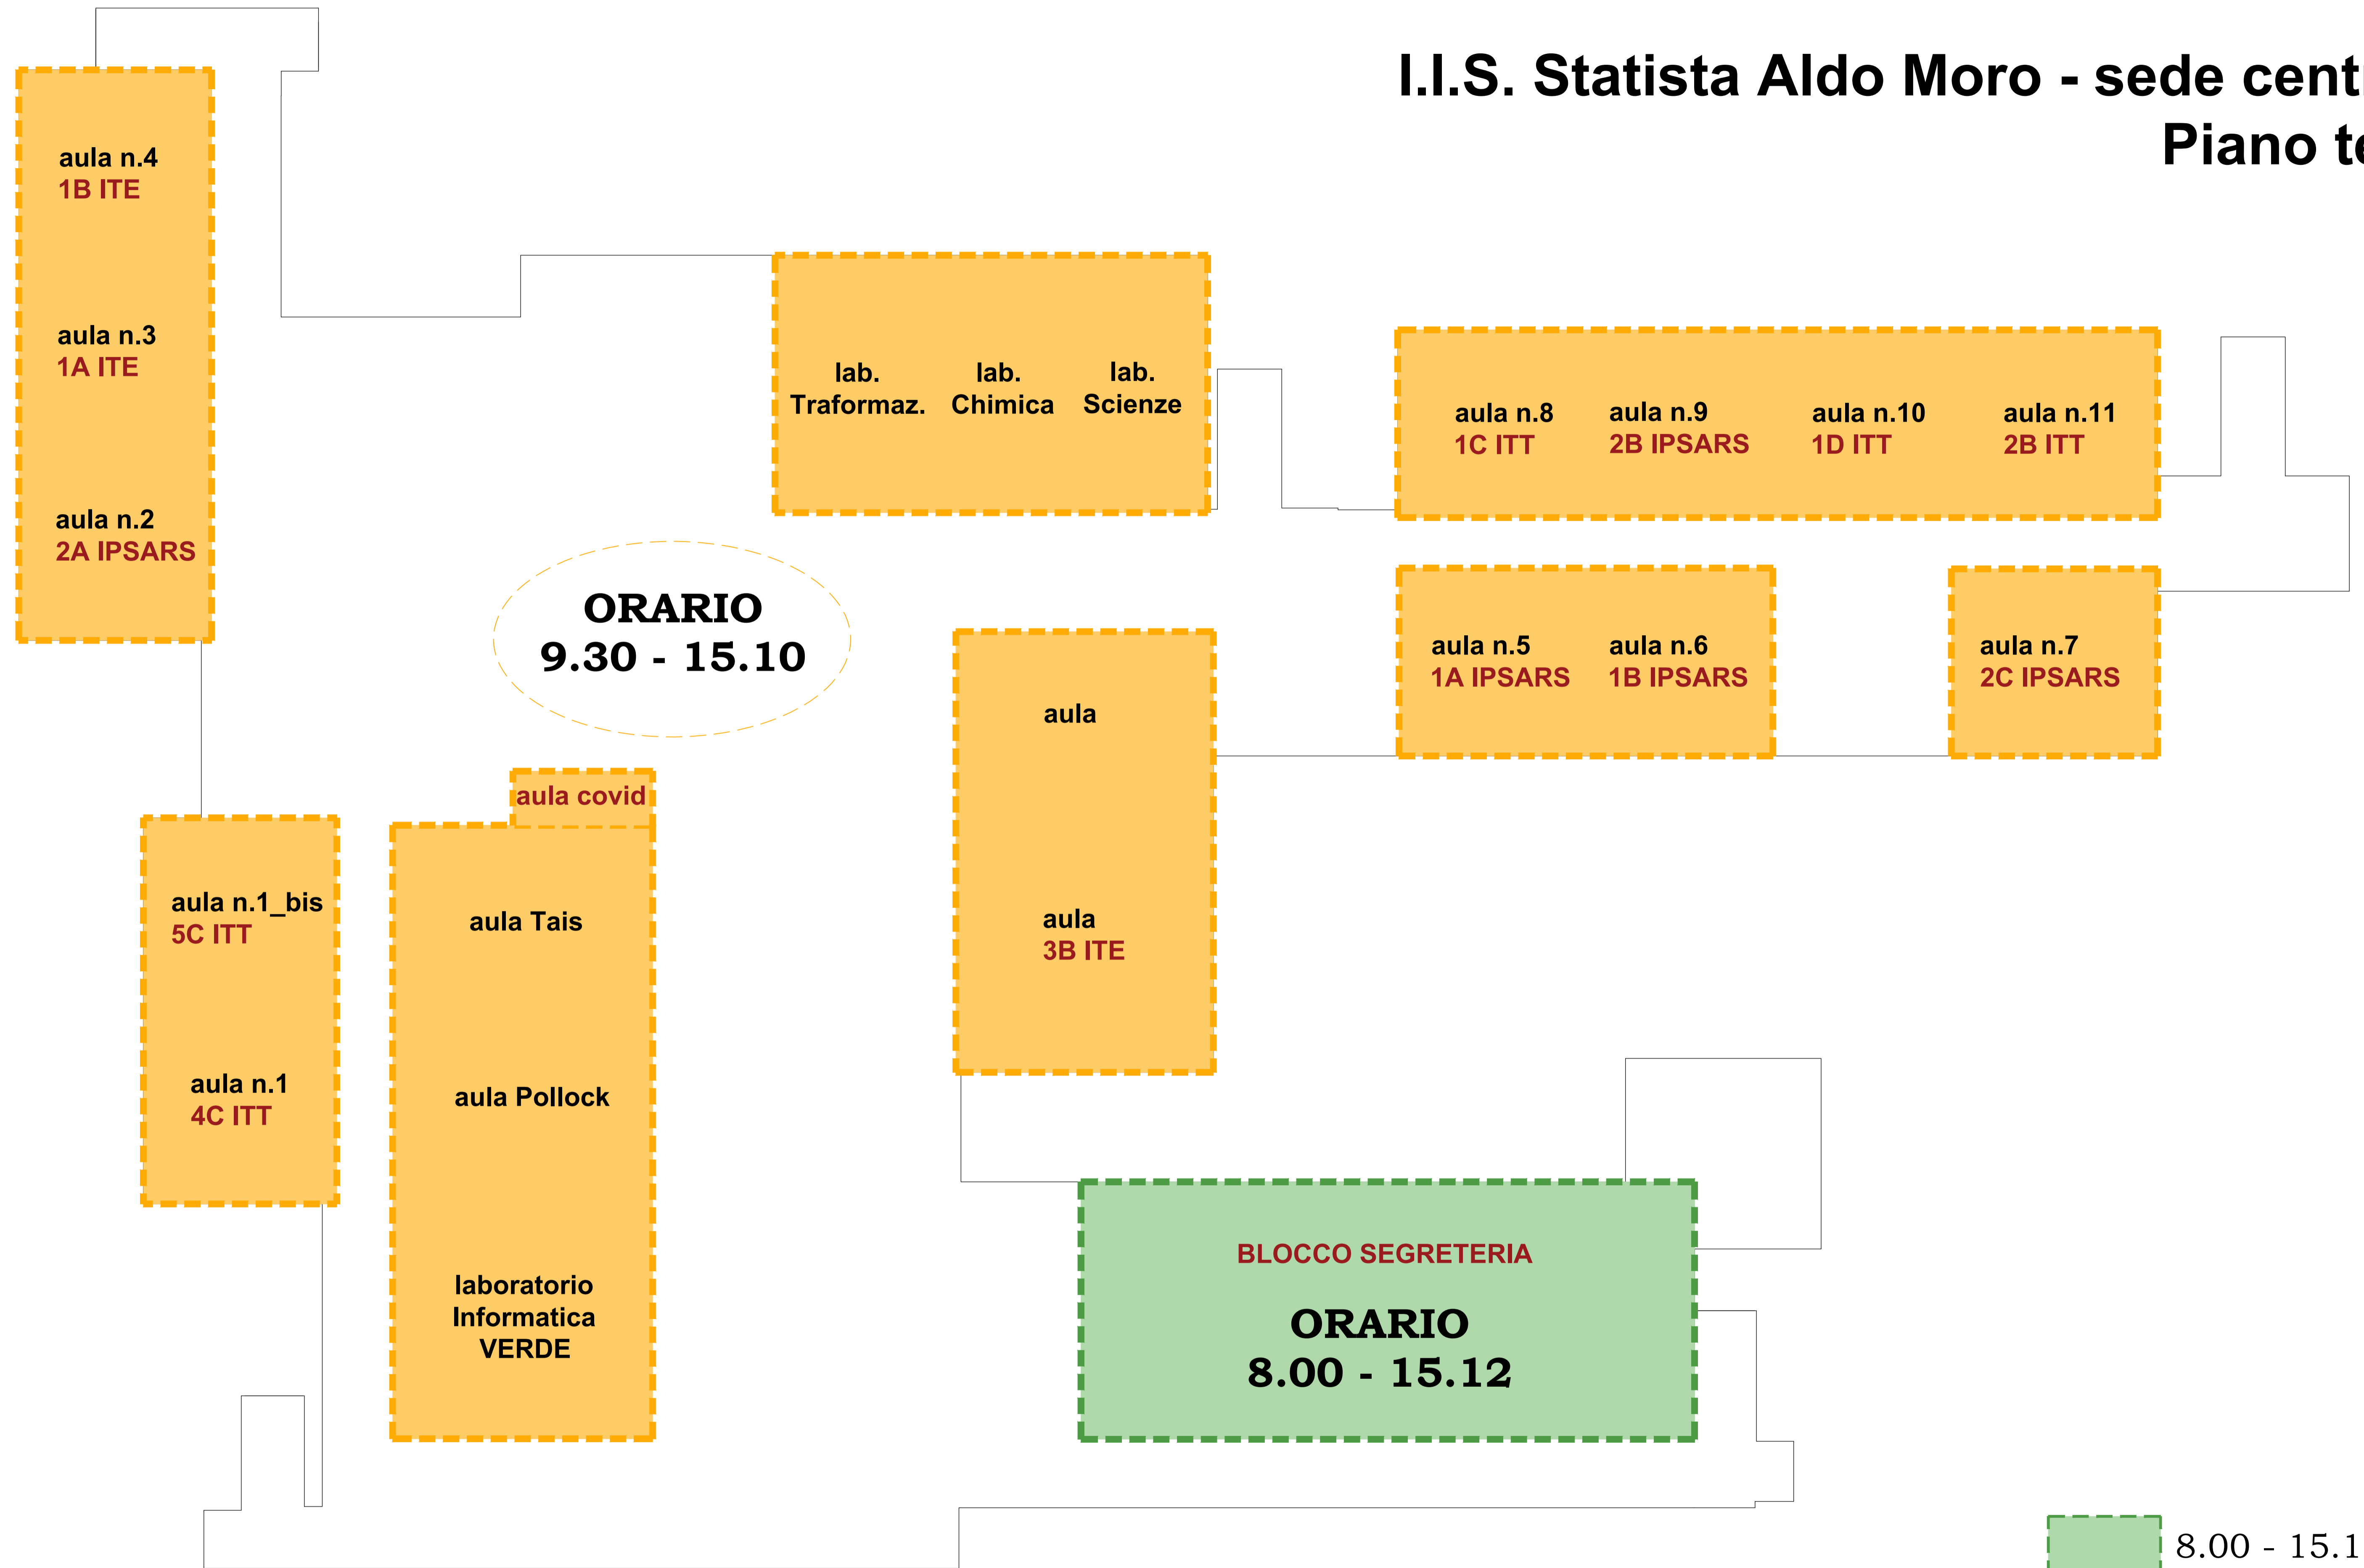 I.I.S. Statista Aldo Moro - sede
Piano
aula n.4
1B ITE
aula n.3
1A ITE
aula n.2
2A IPSARS
lab.
Traformaz.
lab.
Chimica
lab.
Scienze
aula n.8
1C ITT
aula n.9
2B IPSARS
aula n.10
1D ITT
aula n.11
2B ITT
ORARIO
9.30 - 15.10
aula n.5
1A IPSARS
aula n.6
1B IPSARS
aula n.7
2C IPSARS
aula
aula
3B ITE
aula covid
aula Tais
aula Pollock
laboratorio
Informatica
VERDE
aula n.1_bis
5C ITT
aula n.1
4C ITT
BLOCCO SEGRETERIA
ORARIO
8.00 - 15.12
8.00 - 15.1